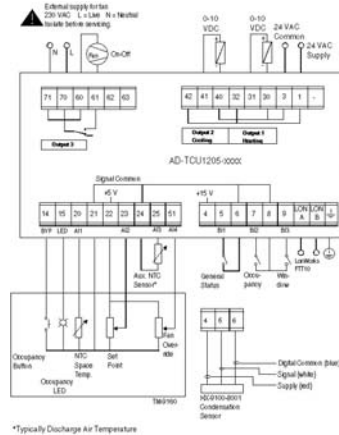 External supply for fan
230 VAC L = Live N = Neutral
Isolate before servicing.
N L
Fan
On-Off
0-10
VDC
0-10
VDC
24 VAC
Common
24 VAC
Supply
71 70 60 61 62 63
42 41 40 32 31 30 3 1 -
Output 3
Output 2
Cooling
Output 1
Heating
AD-TCU1205-xxxx
Signal Common
+5 V
+15 V
14 15 20 21 22 22 23 24 25 51
4 5 6 7 8 9 LON A LON B
BYP LED AI1 AI2 AI3 AI4
BI1 BI2 BI3
Aux. NTC
Sensor*
General
Status
Occu-
pancy
Win-
dow
LonWorks
FTT10
Occupancy
Button
Occupancy
LED
NTC
Space
Temp.
Set
Point
Fan
Over-
ride
TM9160
4 5 6
Digital Common (blue)
Signal (white)
Supply (red)
HX-9100-8001
Condensation
Sensor
*Typically Discharge Air Temperature